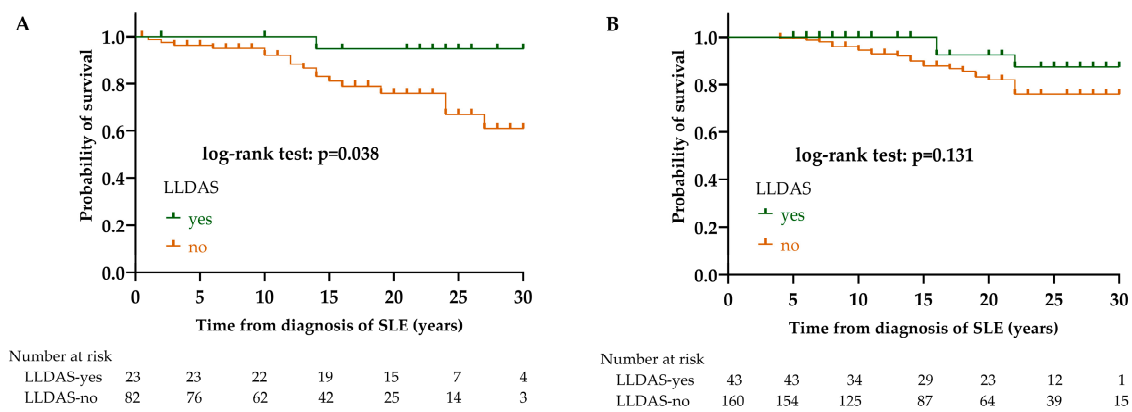 A
Probability of survival
1.0
0.8
0.6
0.4
0.2
0.0
log-rank test: p=0.038
LLDAS
yes
no
0 5 10 15 20 25 30
Time from diagnosis of SLE (years)
Number at risk
LLDAS-yes 23 23 22 19 15 7 4
LLDAS-no 82 76 62 42 25 14 3
B
Probability of survival
1.0
0.8
0.6
0.4
0.2
0.0
log-rank test: p=0.131
LLDAS
yes
no
0 5 10 15 20 25 30
Time from diagnosis of SLE (years)
Number at risk
LLDAS-yes 43 43 34 29 23 12 1
LLDAS-no 160 154 125 87 64 39 15